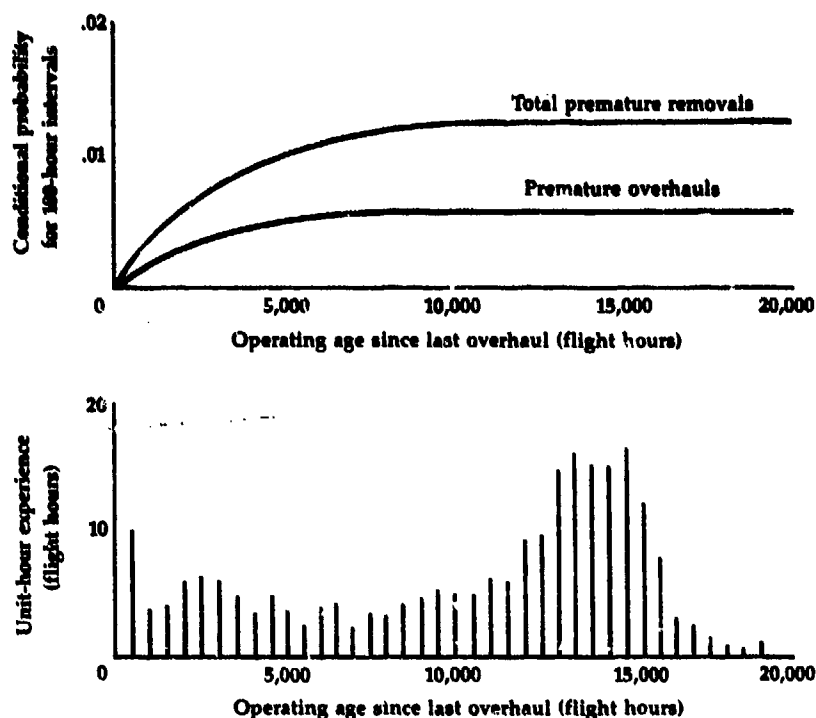 .02
Conditional probability
for 100-hour intervals
Total premature removals
.01
Premature overhauls
0 5,000 10,000 15,000 20,000
Operating age since last overhaul (flight hours)
20
Unit-hour experience
(flight hours)
10
0 5,000 10,000 15,000 20,000
Operating age since last overhaul (flight hours)